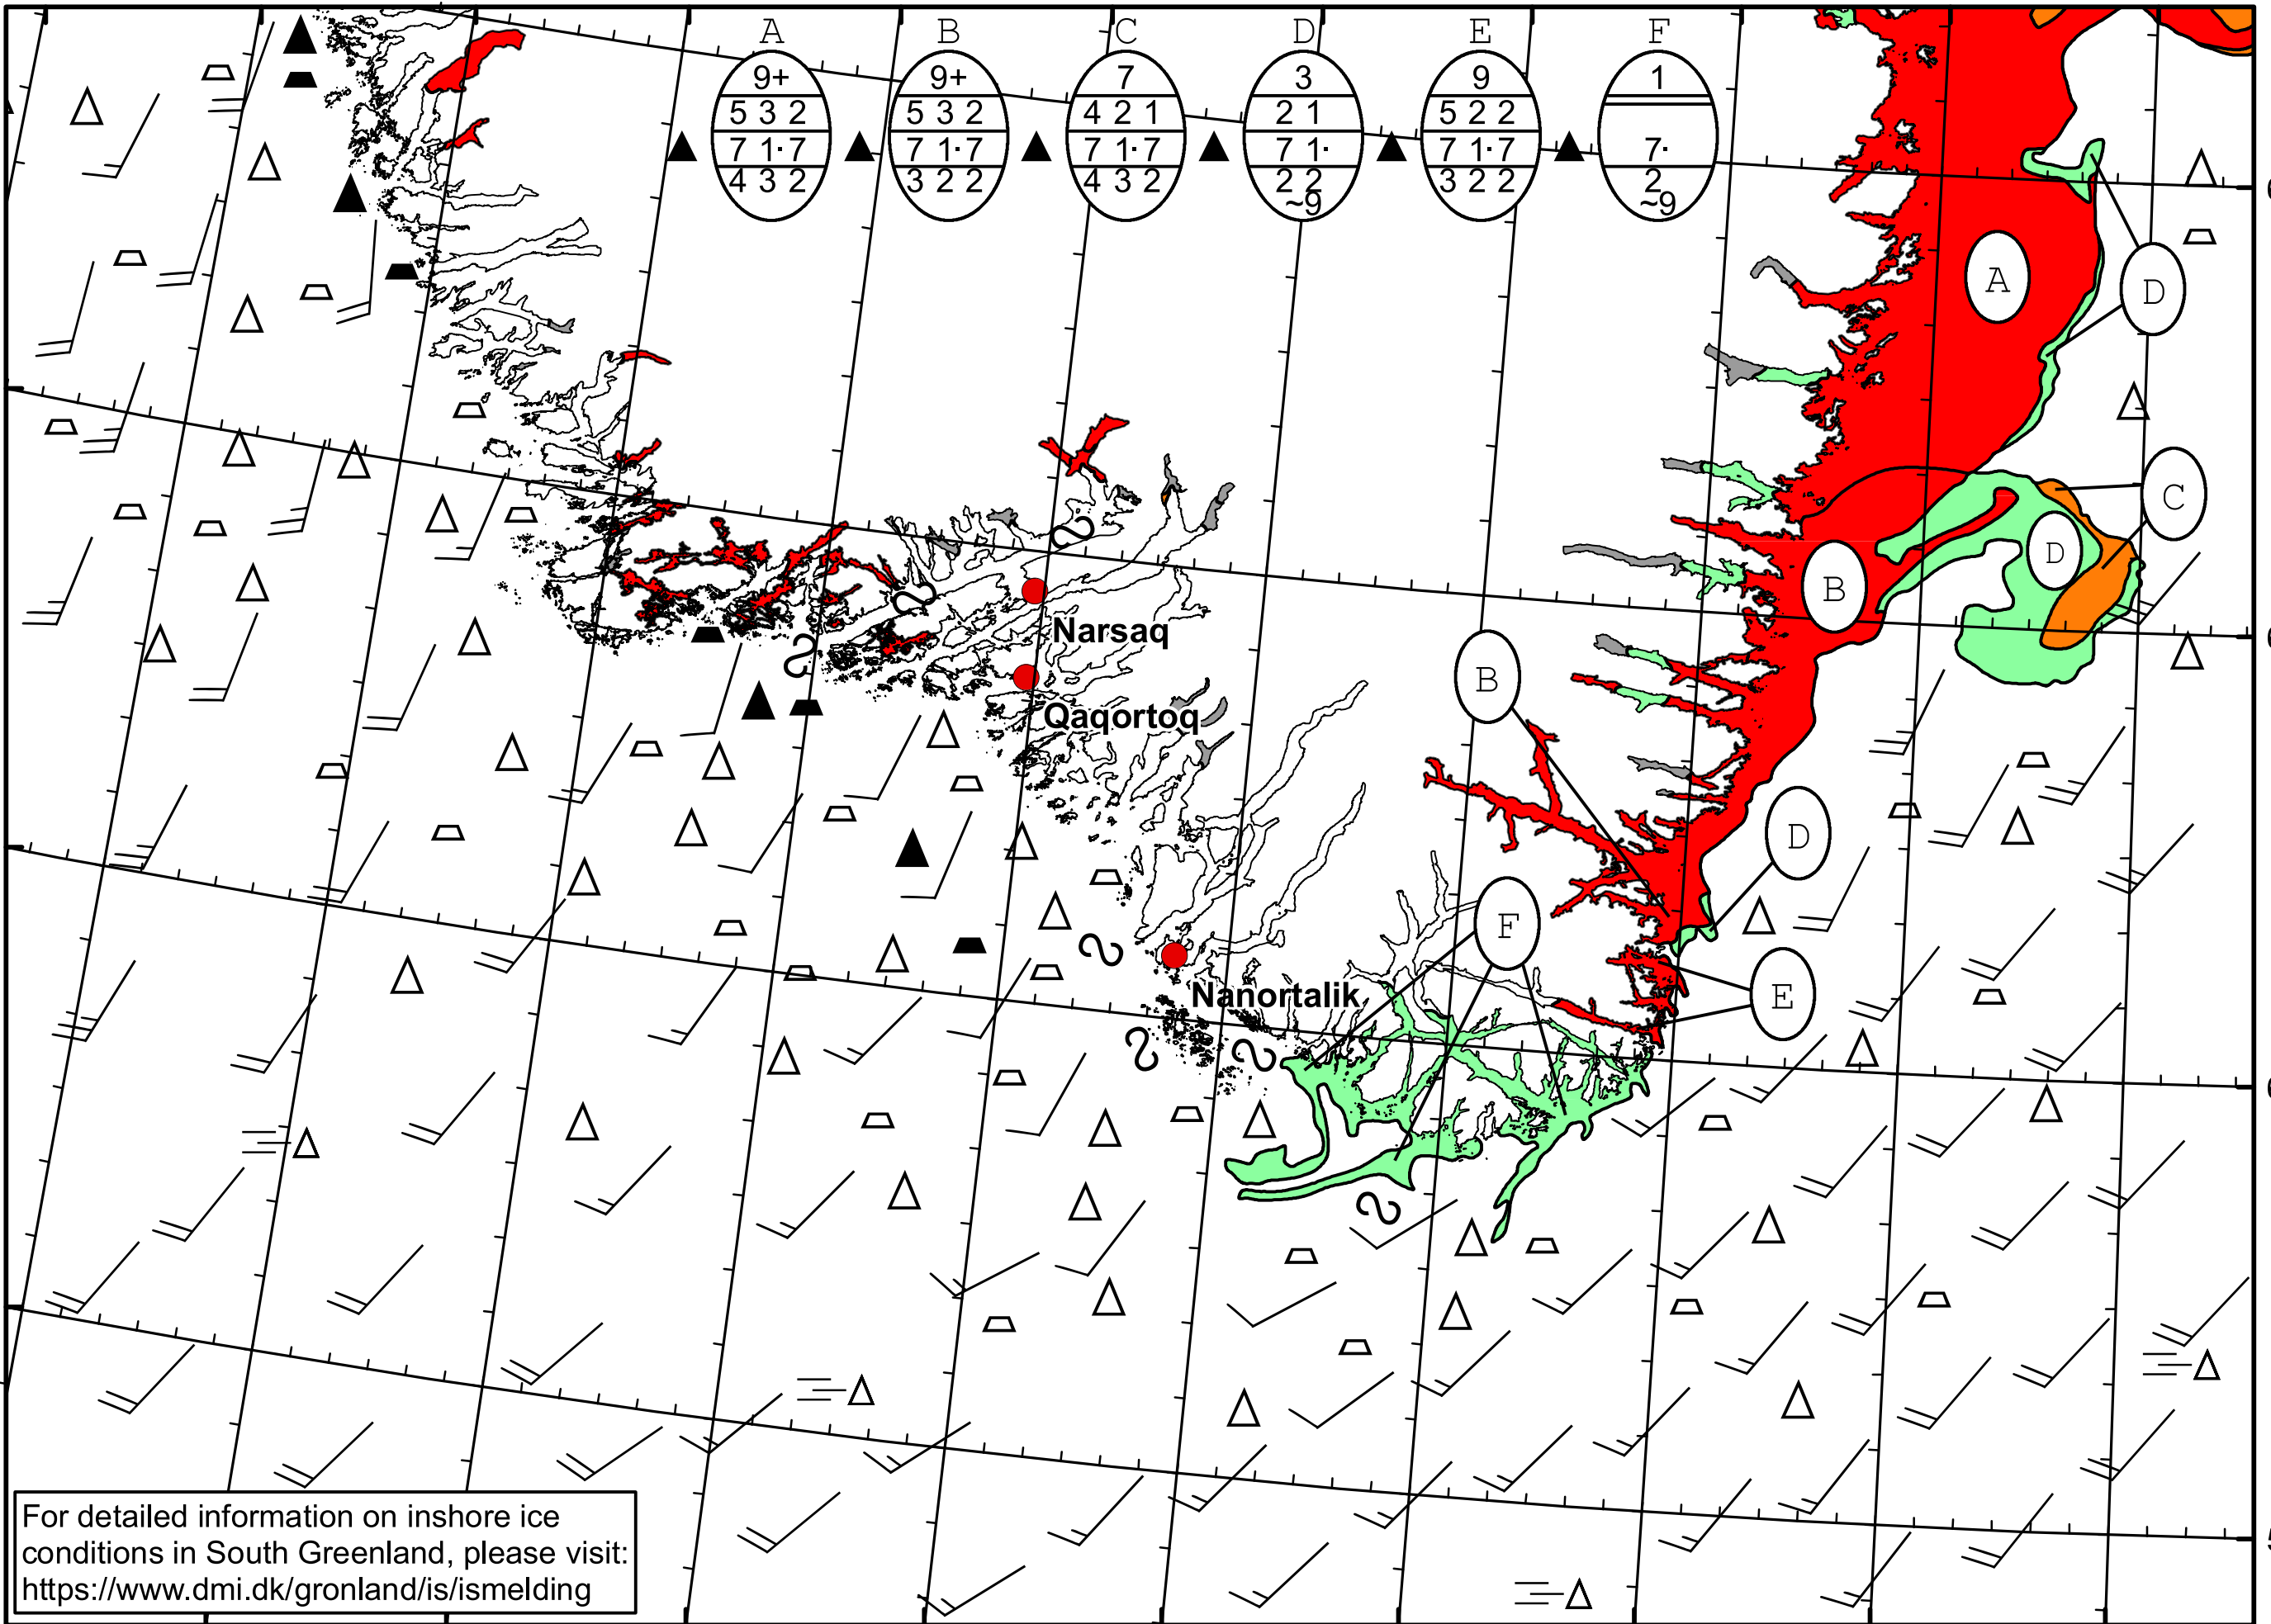 A B C D E F
9+ 9+ 7 3 9 1
5 3 2 5 3 2 4 2 1 2 1 5 2 2
7 1· 7 7 1· 7 7 1· 7 7 1· 7 1· 7 7·
4 3 2 3 2 2 4 3 2 2 2 3 2 2 2
~9 ~9
A
D
C
D
B
Narsaq
B
Qaqortoq
D
F
E
Nanortalik
For detailed information on inshore ice
conditions in South Greenland, please visit:
https://www.dmi.dk/gronland/is/ismelding